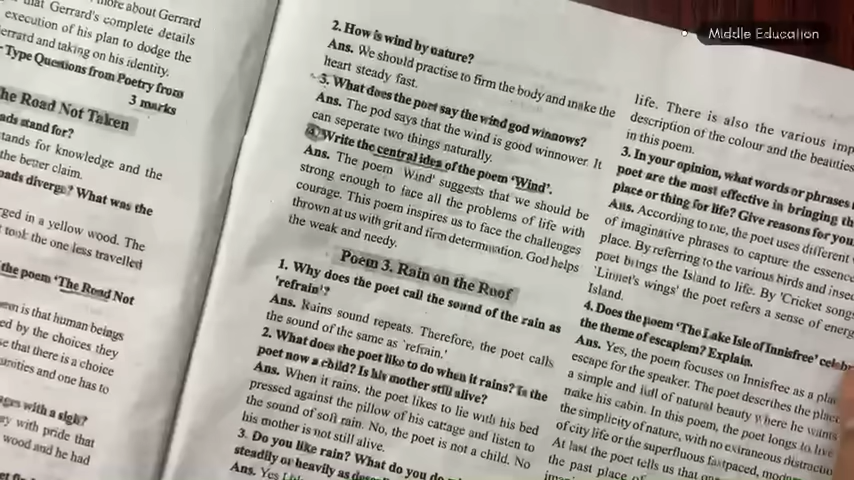 Middle Education
more about Gerrard
that Gerrard's complete details
execution of his plan to dodge the
Gerrard and taking on his identity.
Type Questions from Poetry from
3 marks
The Road Not Taken
roads stand for?
stands for knowledge and the
the better claim.
roads diverge? What was the
rged in a yellow wood. The
took the one less travelled
the poem 'The Road Not
poem is that human beings
ed by the choices they
se that there is a choice
and one has to
ages with a sigh?
ay with pride that
wood and he had
2. How is wind by nature?
Ans. We should practise to firm the body and make the
heart steady fast.
3. What does the poet say the wind god winnows?
Ans. The pod says that the wind is good winnower. It
can seperate two things naturally.
4. Write the central idea of the poem 'Wind'.
Ans. The poem 'Wind' suggests that we should be
strong enough to face all the problems of life with
courage. This poem inspires us to face the challenges
thrown at us with grit and firm determination. God helps
the weak and needy.
Poem 3. Rain on the Roof
1. Why does the poet call the sound of the rain as
'refrain'?
Ans. Rains sound repeats. Therefore, the poet calls
the sound of the same as 'refrain.'
2. What does the poet like to do when it rains? Is the
poet now a child? Is his mother still alive?
Ans. When it rains, the poet likes to lie with his bed
pressed against the pillow of his cattage and listen to
the sound of soft rain. No, the poet is not a child. No
his mother is not still alive.
3. Do you like rain? What do you do
steadily or heavily as
Ans. Yes I
life. There is also the various imp
description of the colour and the beauties
in this poem.
3. In your opinion, what words or phrases
poet are the most effective in bringing th
place or thing for life? Give reasons for you
Ans. According to me, the poet uses different
of imaginative phrases to capture the essence
place. By referring to the various birds and insec
poet brings the Island to life. By 'Cricket songs
'Linnet's wings' the poet refers a sense of energ
Island.
4. Does the poem 'The Lake Isle of Innisfree' celebr
the theme of escapism? Explain.
Ans. Yes, the poem focuses on Innisfree as a plac
escape for the speaker. The poet describes the place
a simple and full of natural beauty where he wants
make his cabin. In this poem, the poet longs to live
the simplicity of nature, with no extraneous distractio
of city life or the superfluous fastpaced, modern
At last the poet tells us that
the past place of